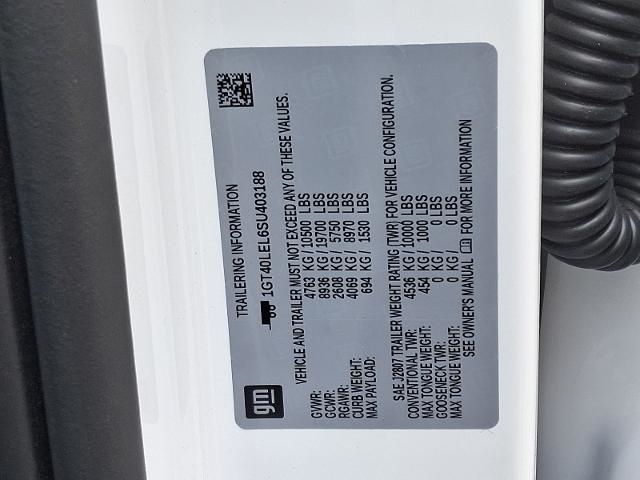 gm
TRAILERING INFORMATION
1GT40LEL6SU403188
VEHICLE AND TRAILER MUST NOT EXCEED ANY OF THESE VALUES.
GVWR: 4763 KG / 10500 LBS
GCWR: 8936 KG / 19700 LBS
RGAWR: 2608 KG / 5750 LBS
CURB WEIGHT: 4069 KG / 8970 LBS
MAX PAYLOAD: 694 KG / 1530 LBS
SAE J2807 TRAILER WEIGHT RATING (TWR) FOR VEHICLE CONFIGURATION.
CONVENTIONAL TWR: 4536 KG / 10000 LBS
MAX TONGUE WEIGHT: 454 KG / 1000 LBS
GOOSENECK TWR: 0 KG / 0 LBS
MAX TONGUE WEIGHT: 0 KG / 0 LBS
SEE OWNER'S MANUAL FOR MORE INFORMATION